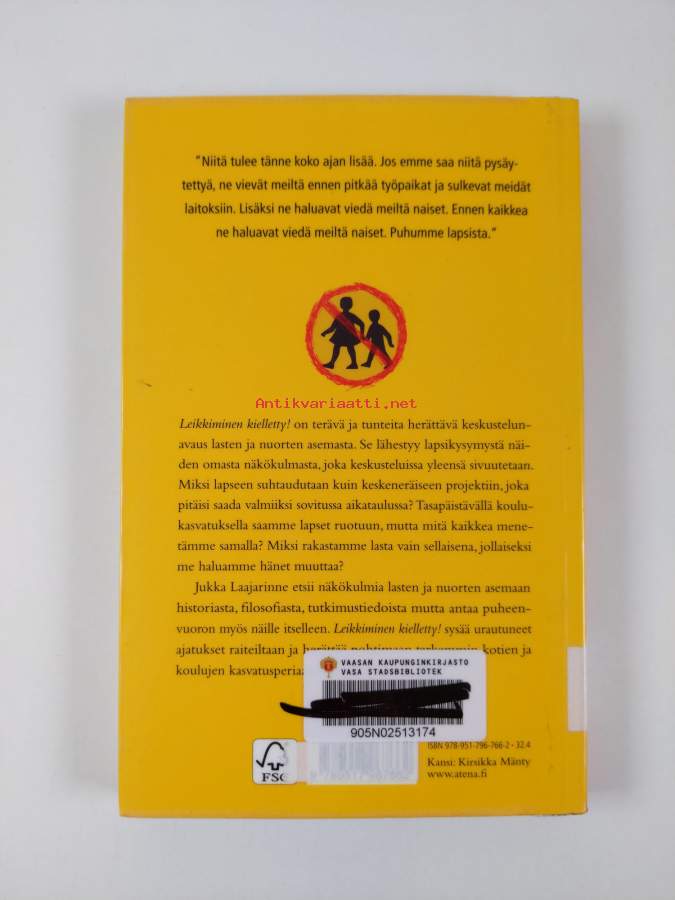 "Niitä tulee tänne koko ajan lisää. Jos emme saa niitä pysäy-
tettyä, ne vievät meiltä ennen pitkää työpaikat ja sulkevat meidät
laitoksiin. Lisäksi ne haluavat viedä meiltä naiset. Ennen kaikkea
ne haluavat viedä meiltä naiset. Puhumme lapsista."
Antikvariaatti.net
Leikkiminen kielletty! on terävä ja tunteita herättävä keskustelun-
avaus lasten ja nuorten asemasta. Se lähestyy lapsikysymystä näi-
den omasta näkökulmasta, joka keskusteluissa yleensä sivuutetaan.
Miksi lapseen suhtaudutaan kuin keskeneräiseen projektiin, joka
pitäisi saada valmiiksi sovitussa aikataulussa? Tasapäistävällä koulu-
kasvatuksella saamme lapset ruotuun, mutta mitä kaikkea mene-
tämme samalla? Miksi rakastamme lasta vain sellaisena, jollaiseksi
me haluamme hänet muuttaa?
Jukka Laajarinne etsii näkökulmia lasten ja nuorten asemaan
historiasta, filosofiasta, tutkimustiedoista mutta antaa puheen-
vuoron myös näille itselleen. Leikkiminen kielletty! sysää urautuneet
ajatukset raiteiltaan ja herättää pohtimaan tarkemmin kotien ja
koulujen kasvatusperiaa
VAASAN KAUPUNGINKIRJASTO
VASA STADSBIBLIOTEK
905N02513174
ISBN 978-951-796-766-2 • 32.4
Kansi: Kirsikka Mänty
www.atena.fi
FSC